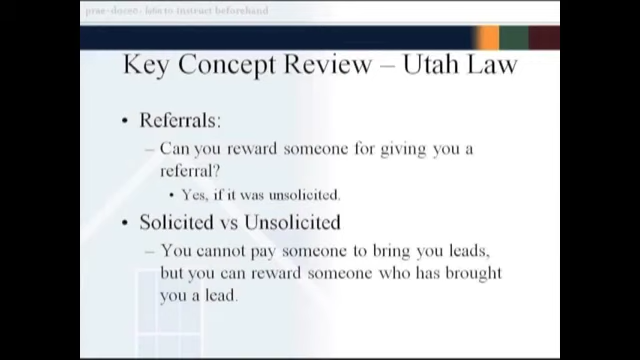 prae-doceo, latin to instruct beforehand
Key Concept Review – Utah Law
• Referrals:
– Can you reward someone for giving you a
referral?
• Yes, if it was unsolicited.
• Solicited vs Unsolicited
– You cannot pay someone to bring you leads,
but you can reward someone who has brought
you a lead.